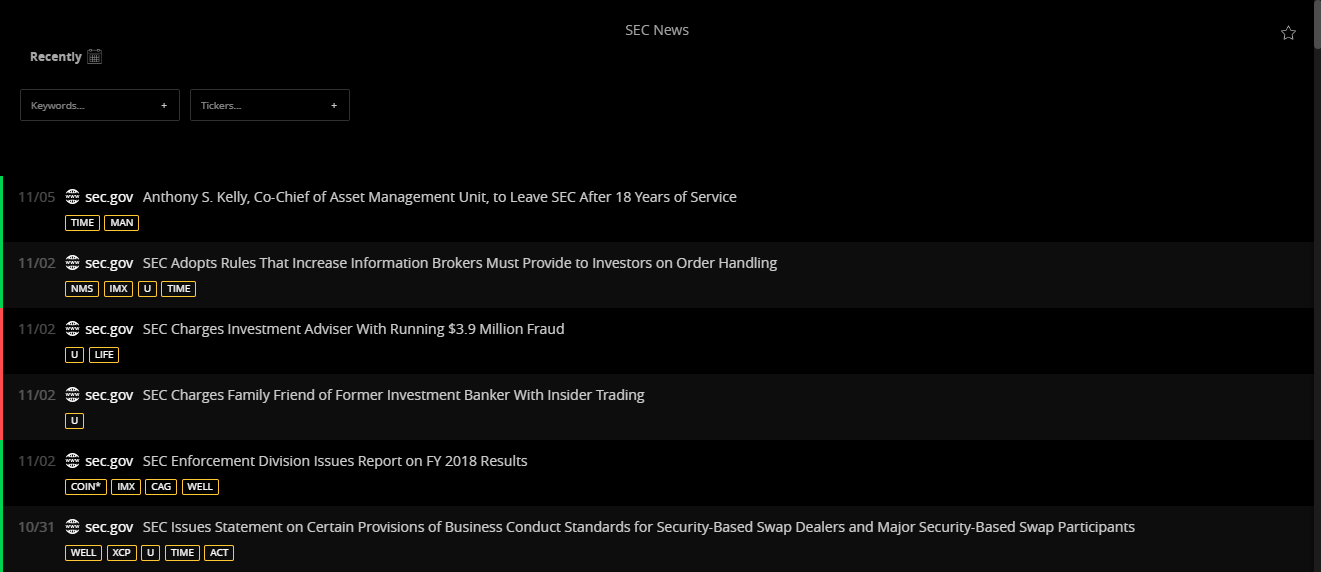 SEC News
Recently
Keywords... +
Tickers... +
11/05 www sec.gov Anthony S. Kelly, Co-Chief of Asset Management Unit, to Leave SEC After 18 Years of Service
TIME MAN
11/02 www sec.gov SEC Adopts Rules That Increase Information Brokers Must Provide to Investors on Order Handling
NMS IMX U TIME
11/02 www sec.gov SEC Charges Investment Adviser With Running $3.9 Million Fraud
U LIFE
11/02 www sec.gov SEC Charges Family Friend of Former Investment Banker With Insider Trading
U
11/02 www sec.gov SEC Enforcement Division Issues Report on FY 2018 Results
COIN* IMX CAG WELL
10/31 www sec.gov SEC Issues Statement on Certain Provisions of Business Conduct Standards for Security-Based Swap Dealers and Major Security-Based Swap Participants
WELL XCP U TIME ACT